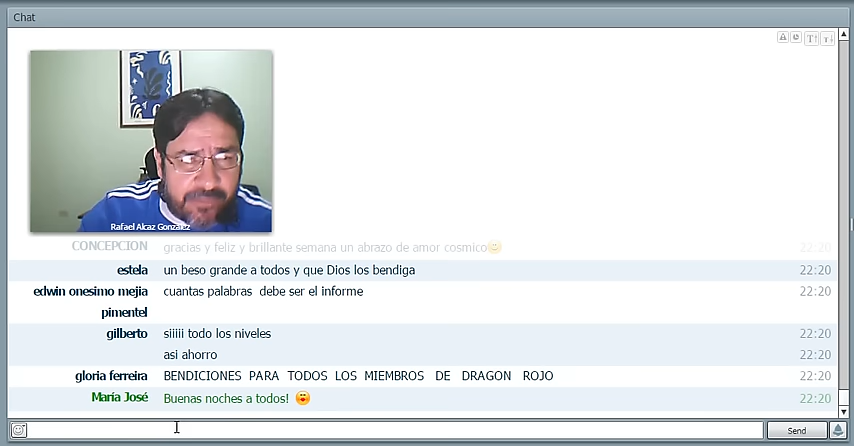 Chat
Rafael Alcaz Gonzalez
CONCEPCION gracias y feliz y brillante semana un abrazo de amor cosmico 22:20
estela un beso grande a todos y que Dios los bendiga 22:20
edwin onesimo mejia cuantas palabras debe ser el informe 22:20
pimentel
gilberto siiiii todo los niveles 22:20
asi ahorro 22:20
gloria ferreira BENDICIONES PARA TODOS LOS MIEMBROS DE DRAGON ROJO 22:20
María José Buenas noches a todos! 22:20
Send